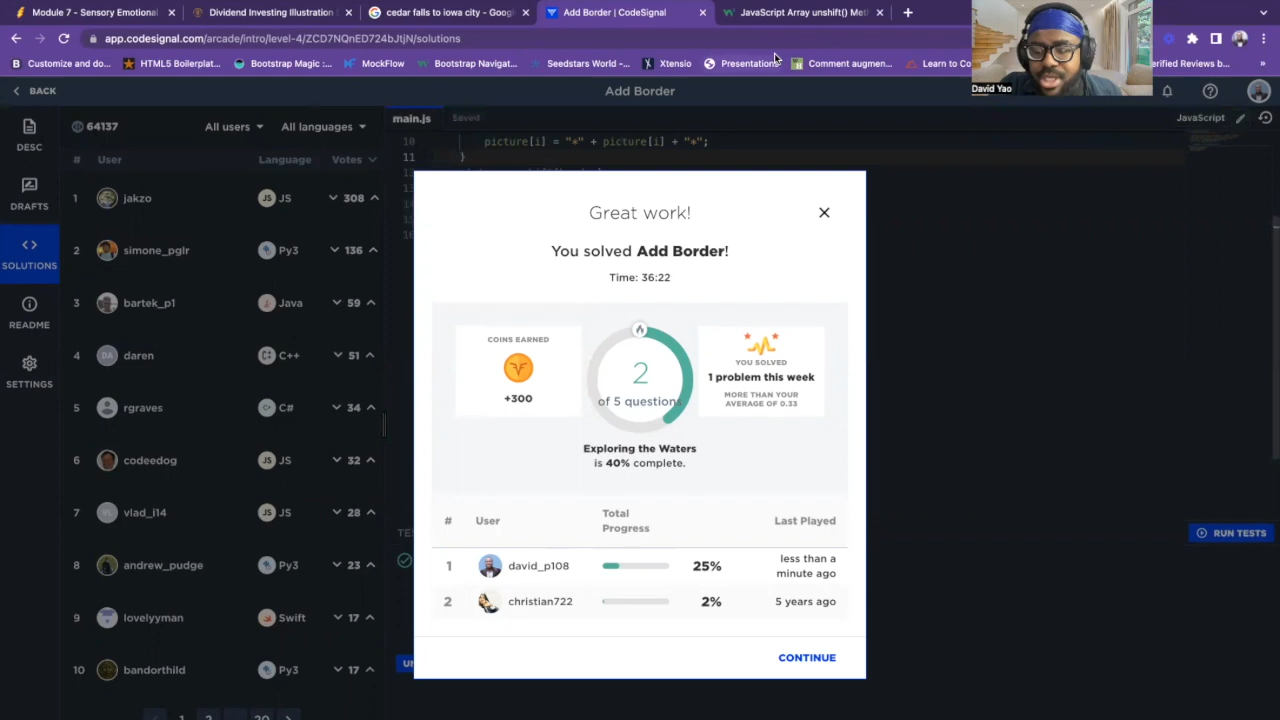 Module 7 - Sensory Emotional
Dividend Investing Illustration
cedar falls to iowa city - Goog
Add Border | CodeSignal
JavaScript Array unshift() Met
app.codesignal.com/arcade/intro/level-4/ZCD7NQnED724bJtjN/solutions
Customize and do...
HTML5 Boilerplat...
Bootstrap Magic :...
MockFlow
Bootstrap Navigat...
Seedstars World -...
Xtensio
Presentations
Comment augmen...
Learn to Co
erified Reviews b...
David Yao
BACK
Add Border
DESC
DRAFTS
SOLUTIONS
README
SETTINGS
64137
All users
All languages
# User Language Votes
1 jakzo JS 308
2 simone_pglr Py3 136
3 bartek_p1 Java 59
4 DA daren C++ 51
5 rgraves C# 34
6 codeedog JS 32
7 VL vlad_i14 JS 28
8 andrew_pudge Py3 23
9 lovelyyman Swift 17
10 bandorthild Py3 17
main.js
Saved
JavaScript
10 picture[i] = "*" + picture[i] + "*";
11 }
Great work!
You solved Add Border!
Time: 36:22
COINS EARNED
+300
2
of 5 questions
YOU SOLVED
1 problem this week
MORE THAN YOUR
AVERAGE OF 0.33
Exploring the Waters
is 40% complete.
# User Total Progress Last Played
1 david_p108 25% less than a minute ago
2 christian722 2% 5 years ago
CONTINUE
RUN TESTS